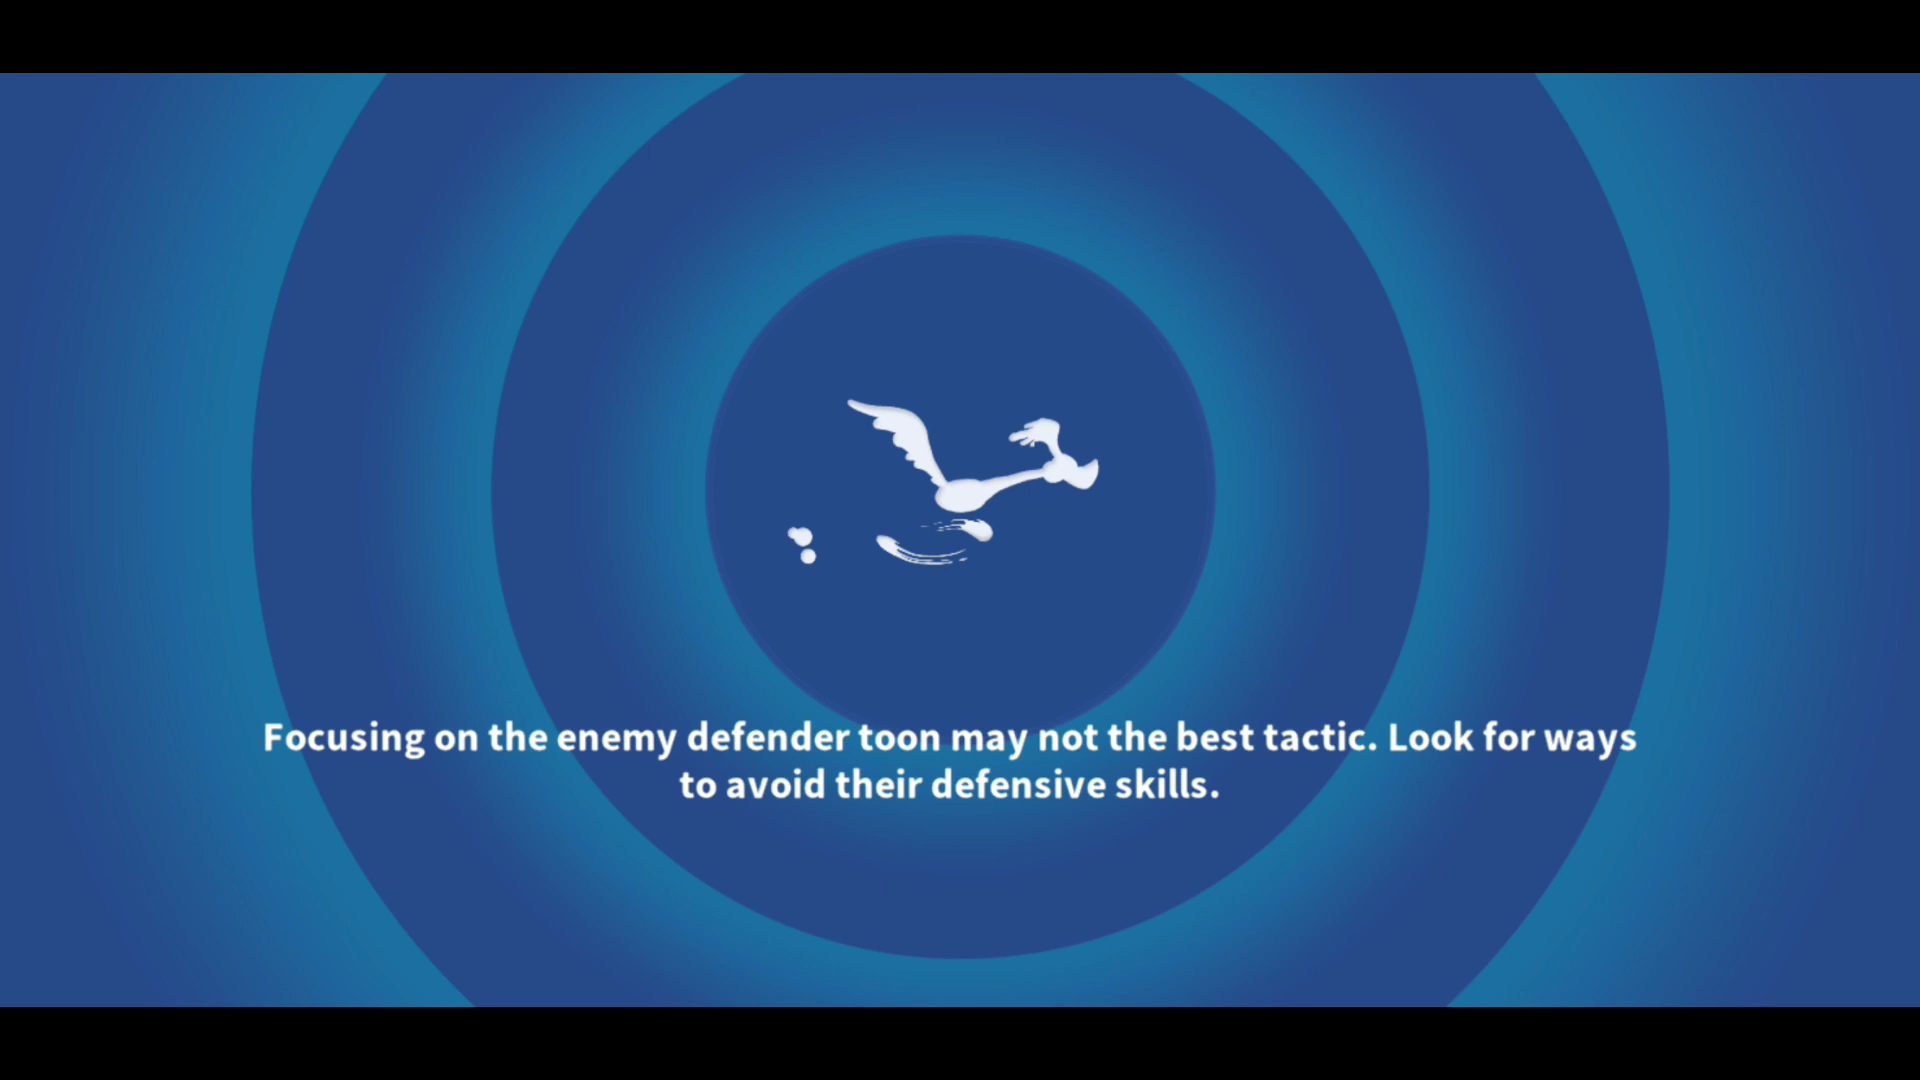 Focusing on the enemy defender toon may not the best tactic. Look for ways
to avoid their defensive skills.